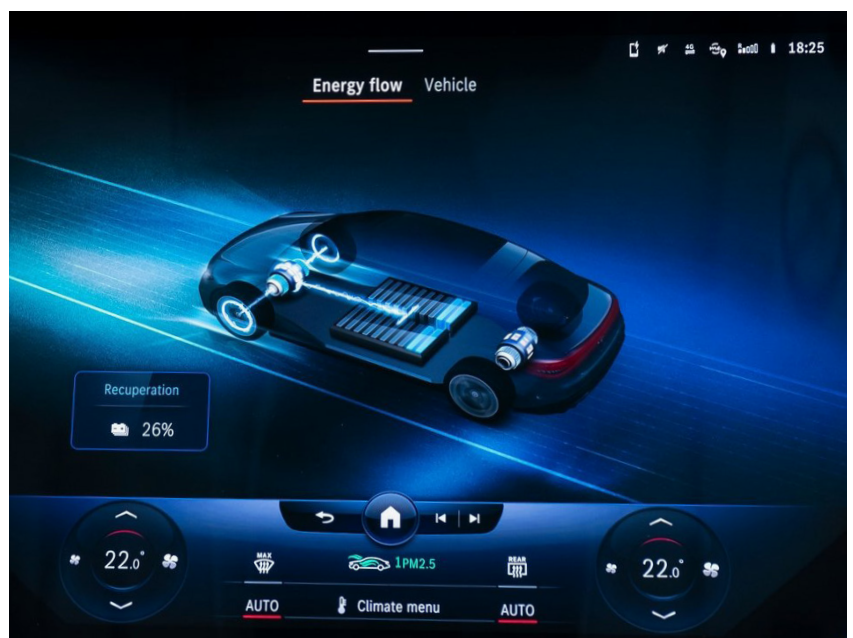 18:25
Energy flow Vehicle
Recuperation
26%
22.0° MAX 1PM2.5 REAR 22.0°
AUTO Climate menu AUTO